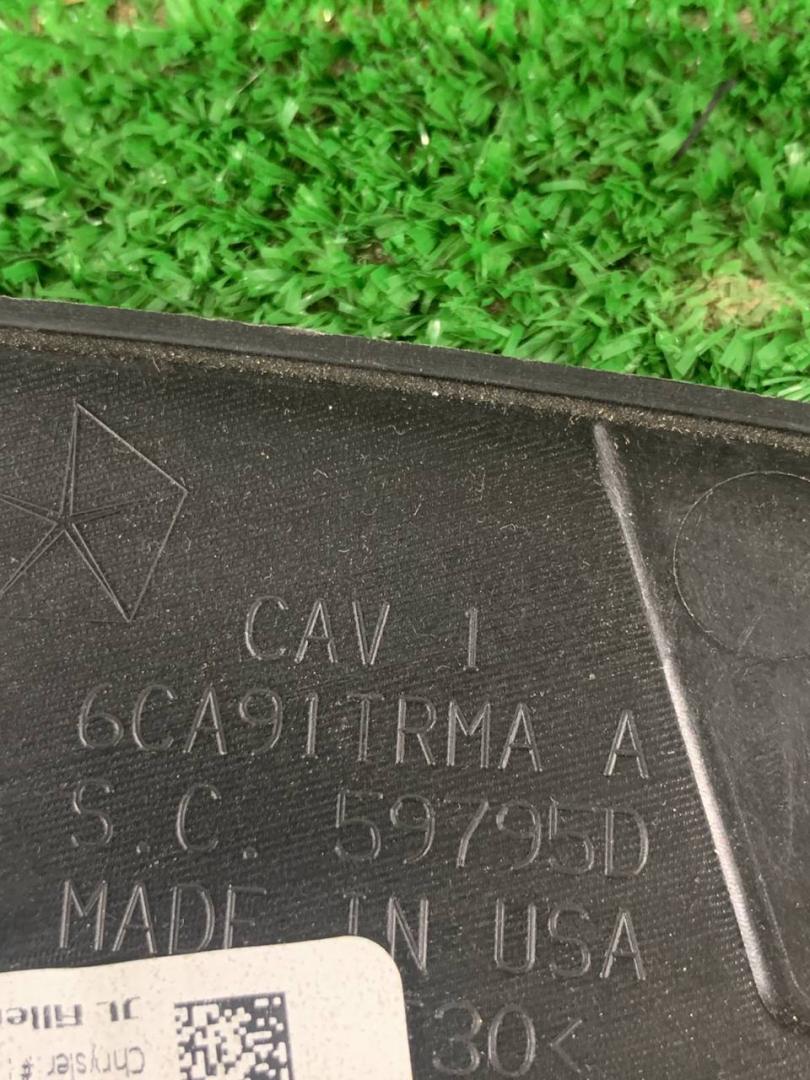 CAV 1
6CA91TRMA A
S.C. 59795D
MADE IN USA
30<
JL Fille
Chrysler #